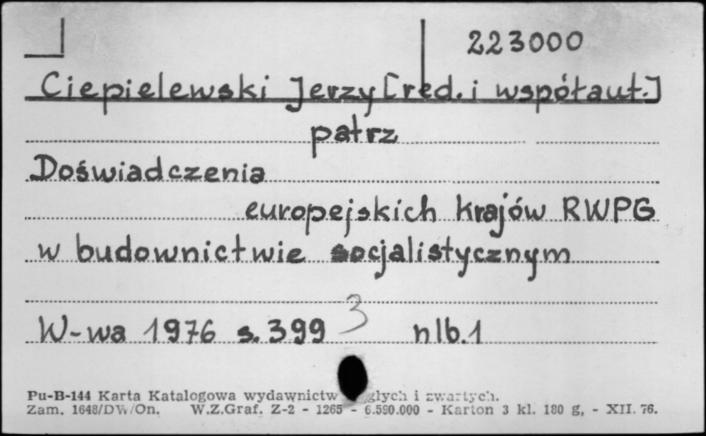 223000
Ciepielewski Jerzy [red. i współaut.]
patrz
Doświadczenia
europejskich krajów RWPG
w budownictwie socjalistycznym
3
W-wa 1976 s. 399 nlb. 1
Pu-B-144 Karta Katalogowa wydawnictw głych i zwartych.
Zam. 1648/DW/On. W.Z.Graf. Z-2 - 1265 - 6.590.000 - Karton 3 kl. 180 g, - XII. 76.